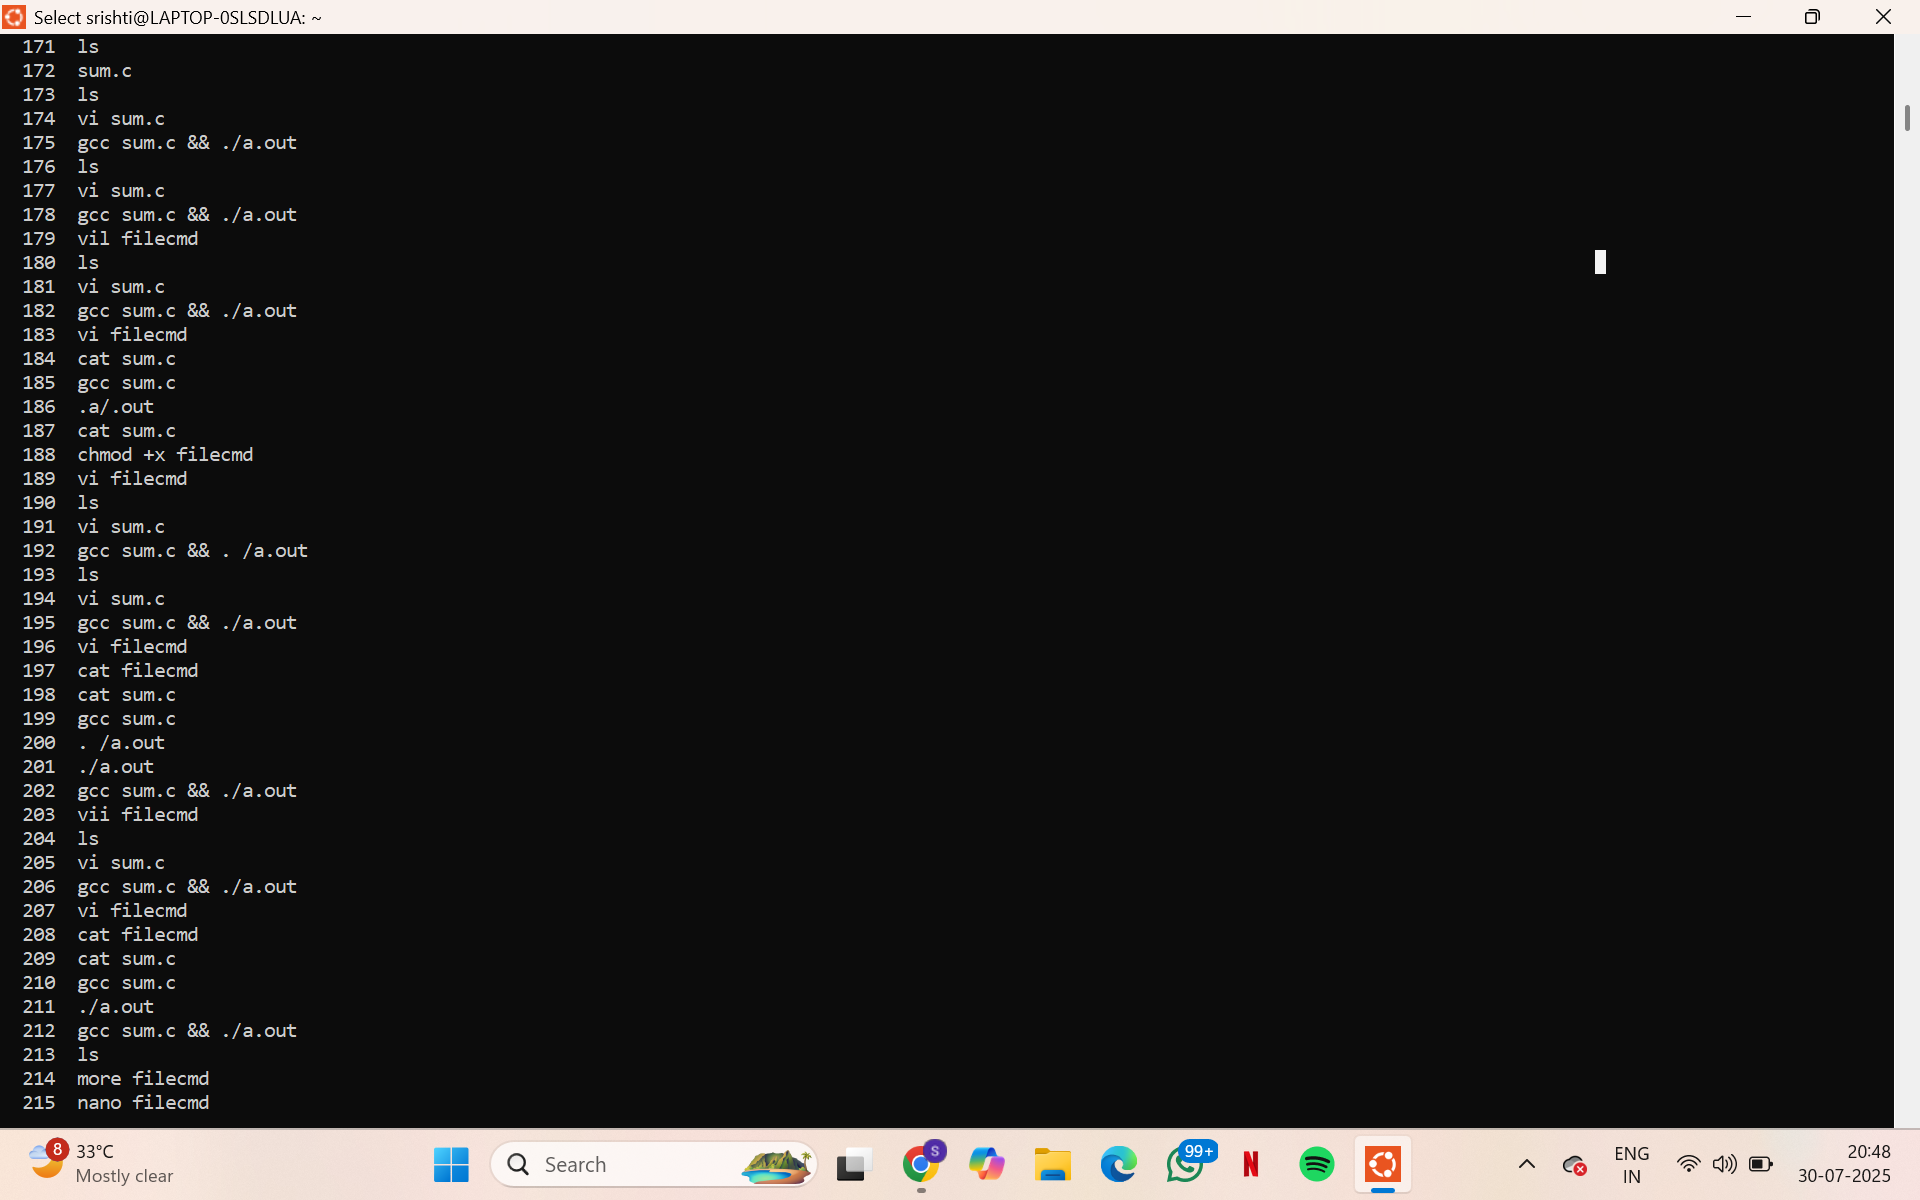 Select srishti@LAPTOP-0SLSDLUA: ~
171 ls
172 sum.c
173 ls
174 vi sum.c
175 gcc sum.c && ./a.out
176 ls
177 vi sum.c
178 gcc sum.c && ./a.out
179 vil filecmd
180 ls
181 vi sum.c
182 gcc sum.c && ./a.out
183 vi filecmd
184 cat sum.c
185 gcc sum.c
186 .a/.out
187 cat sum.c
188 chmod +x filecmd
189 vi filecmd
190 ls
191 vi sum.c
192 gcc sum.c && . /a.out
193 ls
194 vi sum.c
195 gcc sum.c && ./a.out
196 vi filecmd
197 cat filecmd
198 cat sum.c
199 gcc sum.c
200 . /a.out
201 ./a.out
202 gcc sum.c && ./a.out
203 vii filecmd
204 ls
205 vi sum.c
206 gcc sum.c && ./a.out
207 vi filecmd
208 cat filecmd
209 cat sum.c
210 gcc sum.c
211 ./a.out
212 gcc sum.c && ./a.out
213 ls
214 more filecmd
215 nano filecmd
8
33°C
Mostly clear
Search
S
99+
N
ENG
IN
20:48
30-07-2025